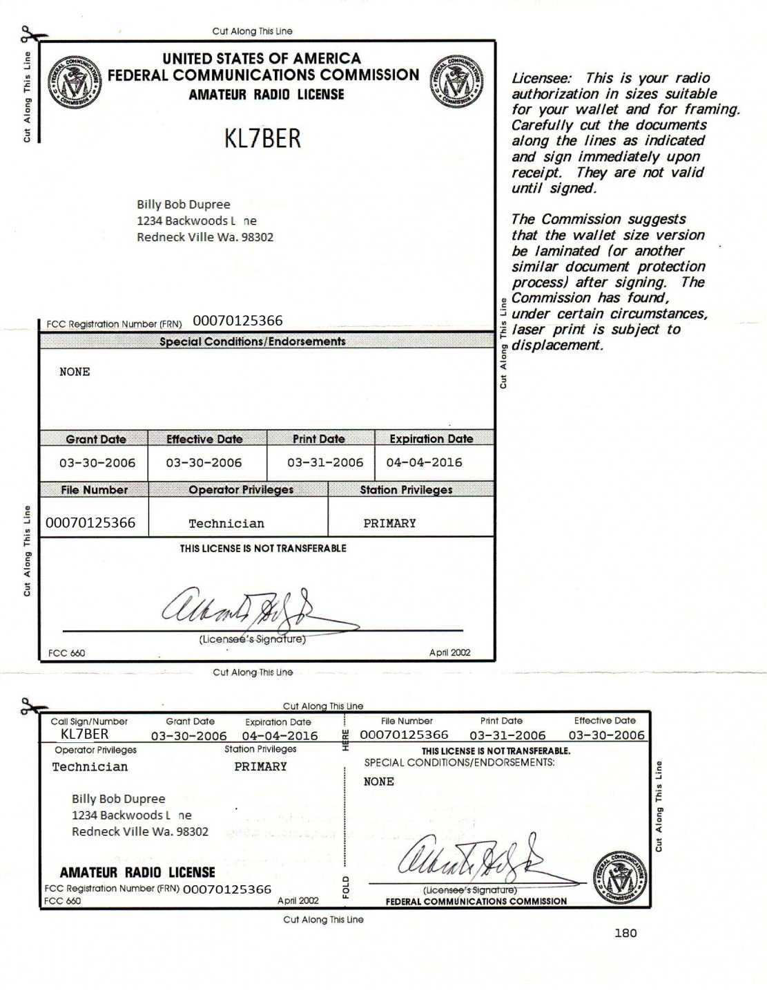 Cut Along This Line
Cut Along This Line
UNITED STATES OF AMERICA
FEDERAL COMMUNICATIONS COMMISSION
AMATEUR RADIO LICENSE
KL7BER
Billy Bob Dupree
1234 Backwoods L ne
Redneck Ville Wa. 98302
FCC Registration Number (FRN) 00070125366
Special Conditions/Endorsements
NONE
Grant Date Effective Date Print Date Expiration Date
03-30-2006 03-30-2006 03-31-2006 04-04-2016
File Number Operator Privileges Station Privileges
00070125366 Technician PRIMARY
THIS LICENSE IS NOT TRANSFERABLE
(Licensee's Signature)
FCC 660 April 2002
Cut Along This Line
Cut Along This Line
Cut Along This Line
Licensee: This is your radio
authorization in sizes suitable
for your wallet and for framing.
Carefully cut the documents
along the lines as indicated
and sign immediately upon
receipt. They are not valid
until signed.
The Commission suggests
that the wallet size version
be laminated (or another
similar document protection
process) after signing. The
Commission has found,
under certain circumstances,
laser print is subject to
displacement.
Cut Along This Line
Call Sign/Number Grant Date Expiration Date
KL7BER 03-30-2006 04-04-2016
Operator Privileges Station Privileges
Technician PRIMARY
Billy Bob Dupree
1234 Backwoods L ne
Redneck Ville Wa. 98302
AMATEUR RADIO LICENSE
FCC Registration Number (FRN) 00070125366
FCC 660 April 2002
FOLD HERE
File Number Print Date Effective Date
00070125366 03-31-2006 03-30-2006
THIS LICENSE IS NOT TRANSFERABLE.
SPECIAL CONDITIONS/ENDORSEMENTS:
NONE
(Licensee's Signature)
FEDERAL COMMUNICATIONS COMMISSION
Cut Along This Line
Cut Along This Line
180